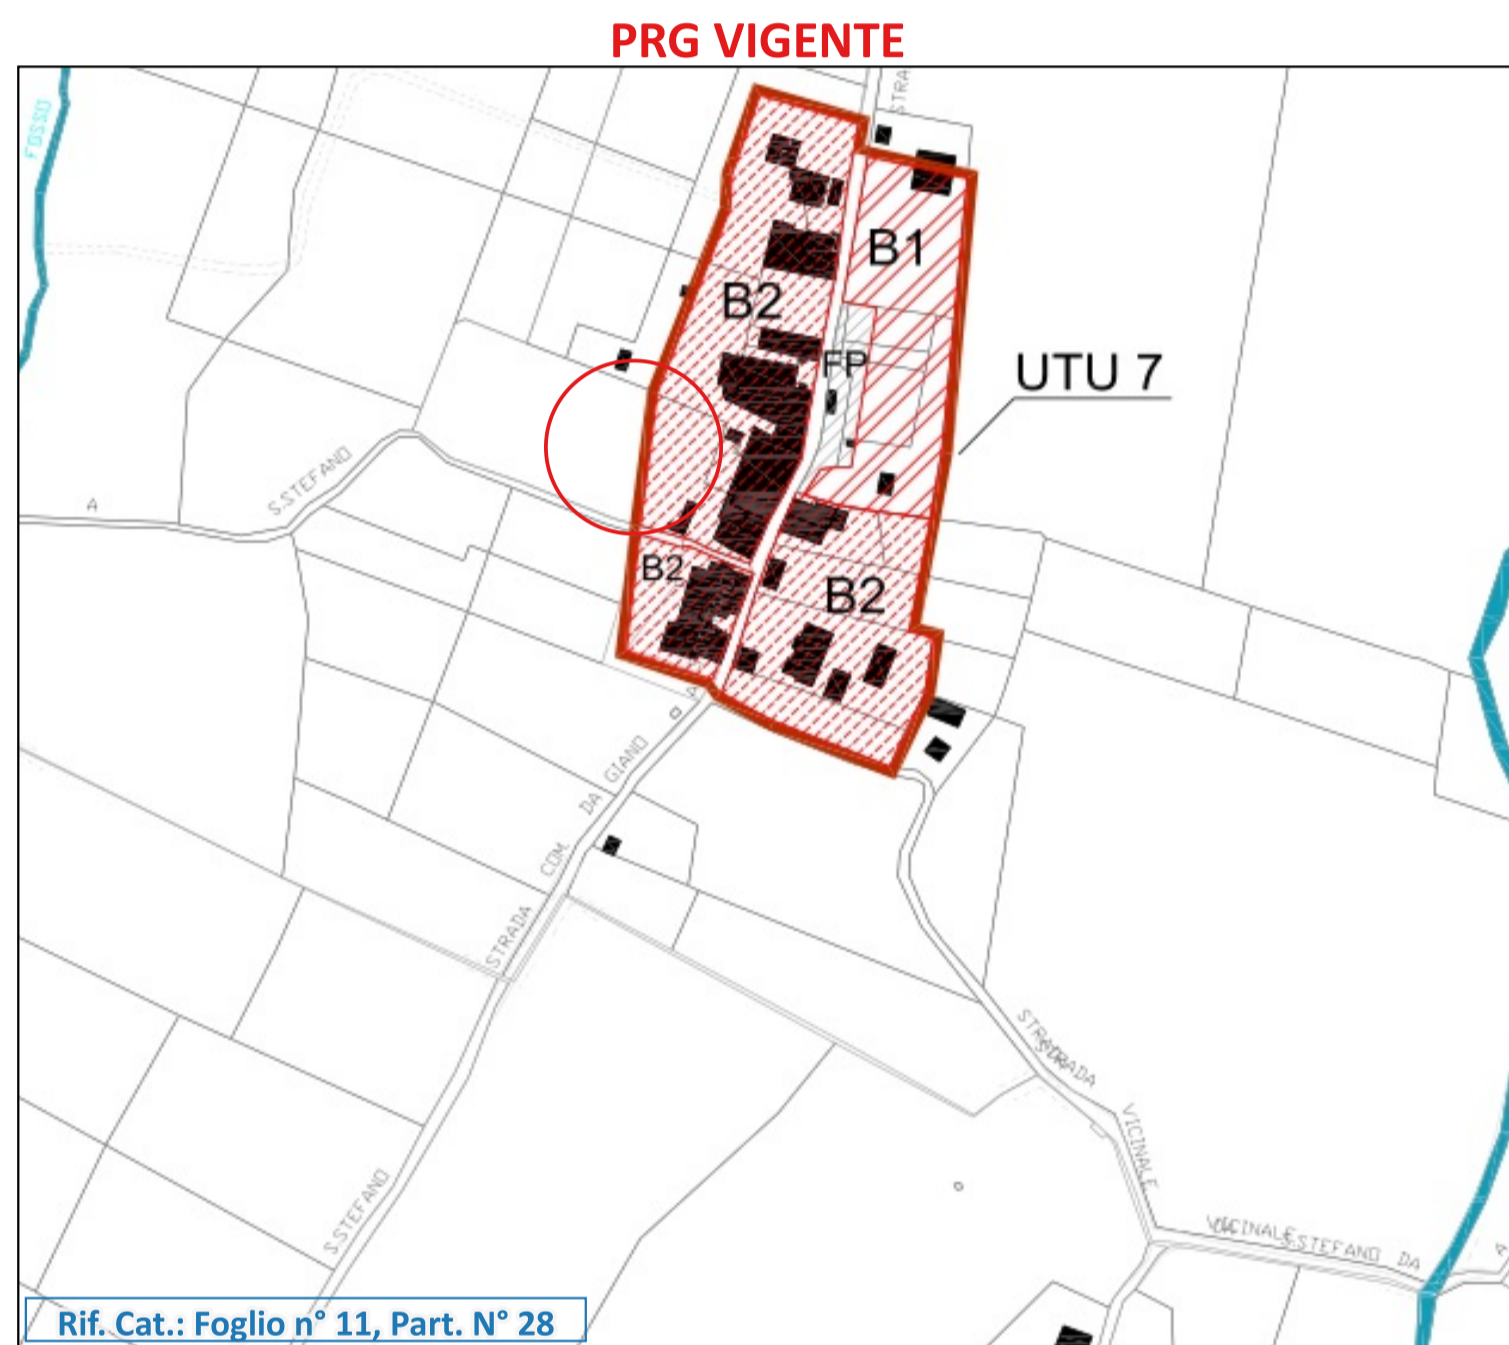 PRG VIGENTE
FOSSO
STRA
B1
B2
FP
UTU 7
S.STEFANO
A
B2
B2
A
GIANO
DA
COM.
STRADA
STRADA
STRADA
VICINALE
S.STEFANO
VICINALE
S.STEFANO DA
A
Rif. Cat.: Foglio n° 11, Part. N° 28